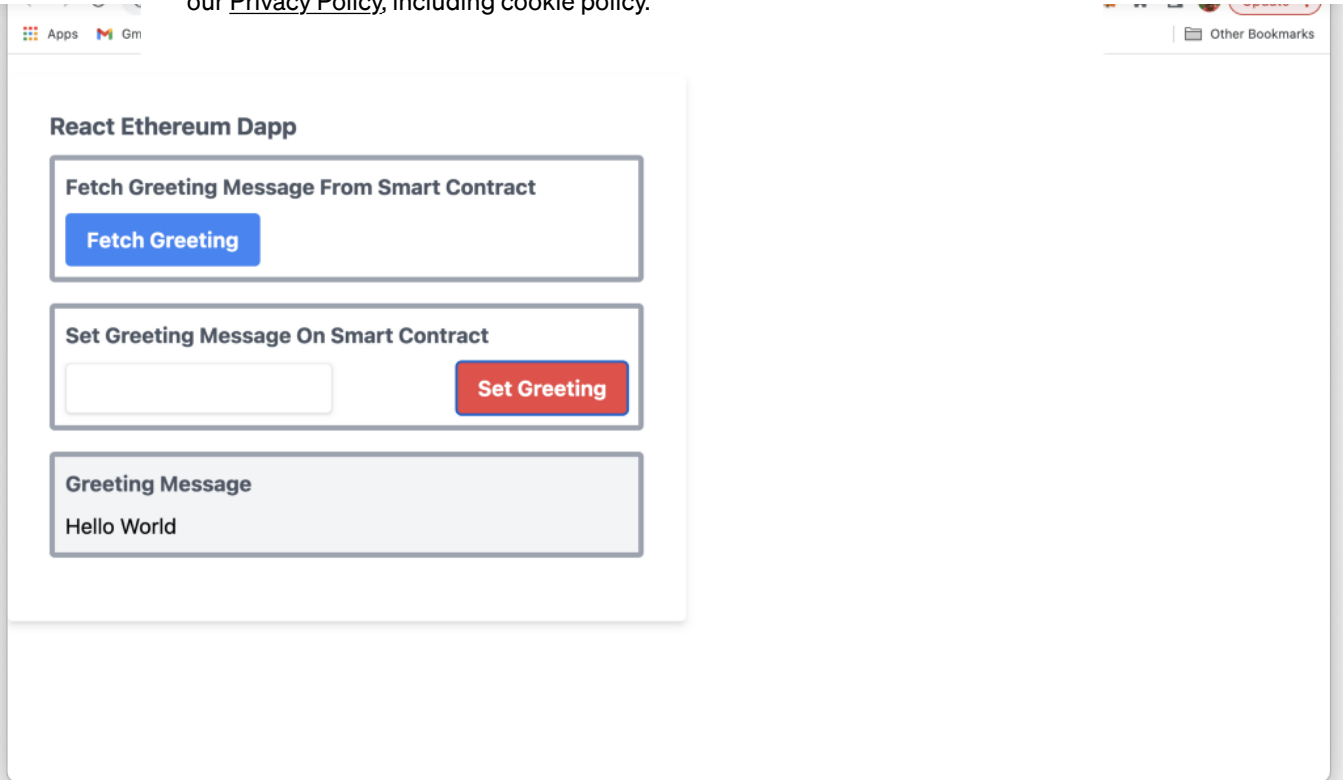 our Privacy Policy, including cookie policy.
Update
Apps Gm
Other Bookmarks
React Ethereum Dapp
Fetch Greeting Message From Smart Contract
Fetch Greeting
Set Greeting Message On Smart Contract
Set Greeting
Greeting Message
Hello World